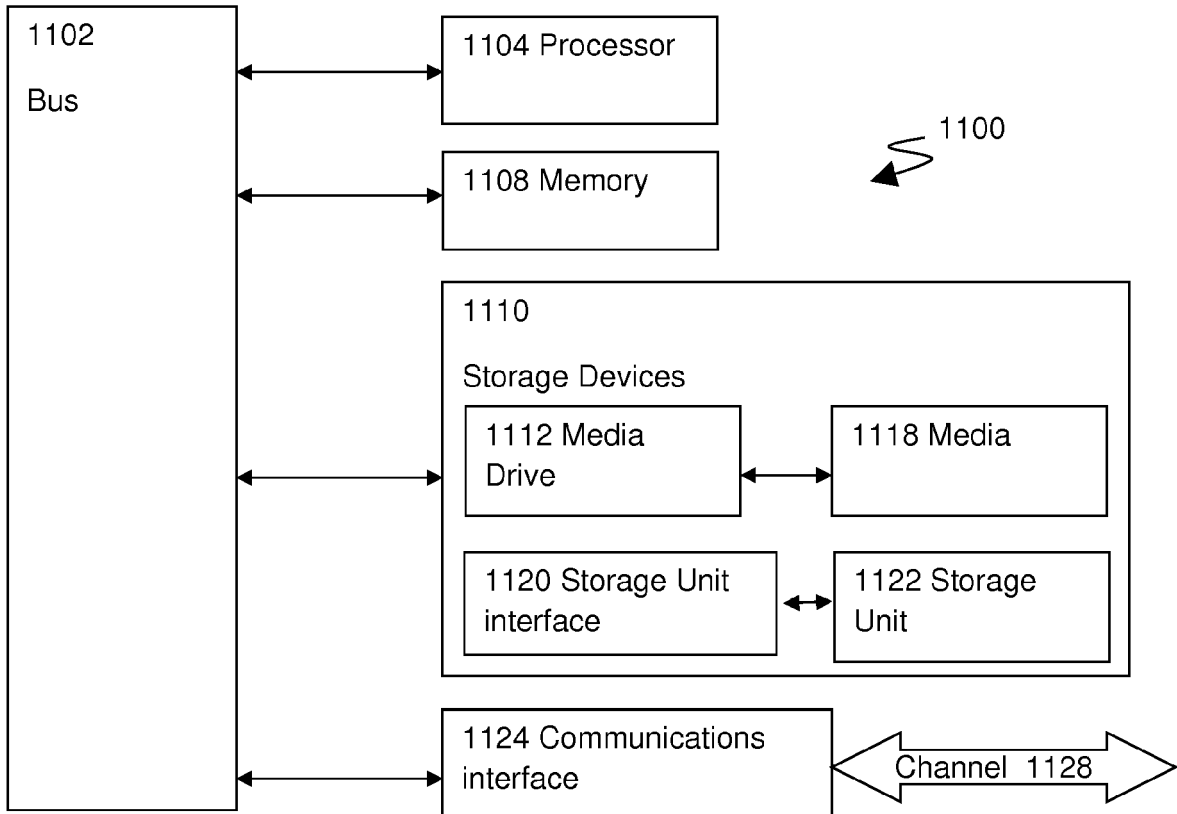 1102
Bus
1104 Processor
1100
1108 Memory
1110
Storage Devices
1112 Media
Drive
1118 Media
1120 Storage Unit
interface
1122 Storage
Unit
1124 Communications
interface
Channel 1128